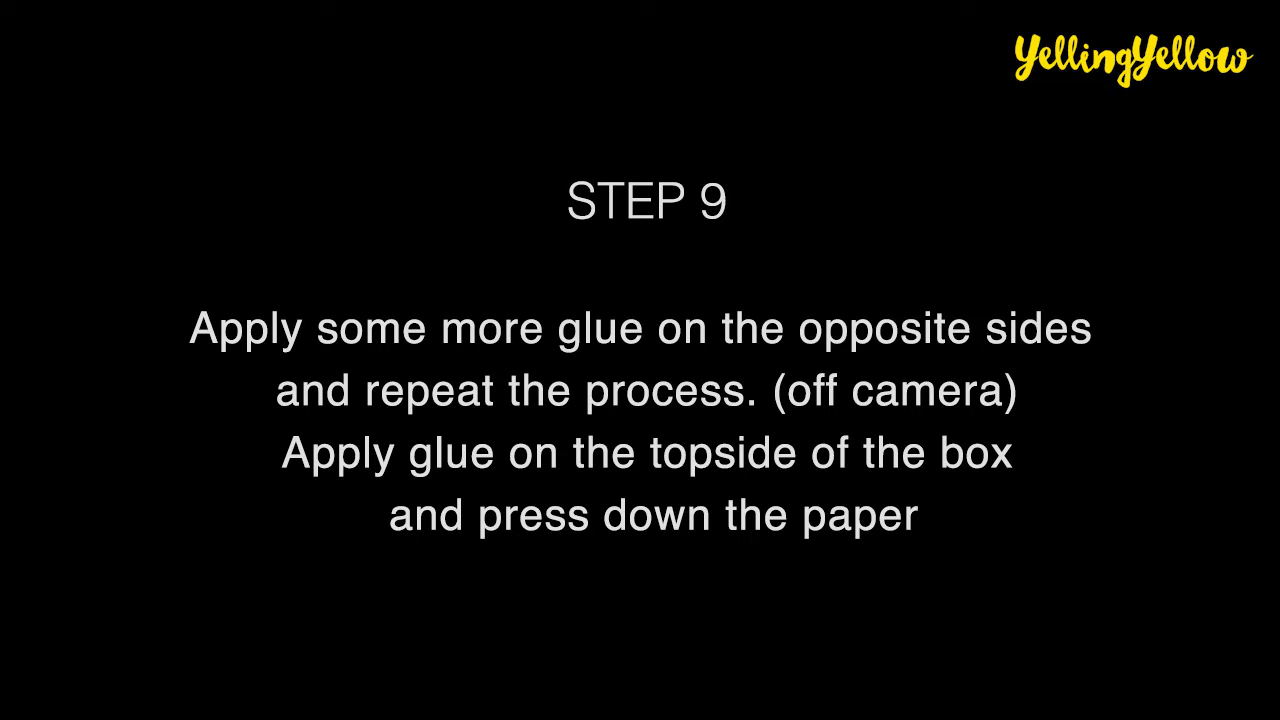 YellingYellow
STEP 9
Apply some more glue on the opposite sides
and repeat the process. (off camera)
Apply glue on the topside of the box
and press down the paper